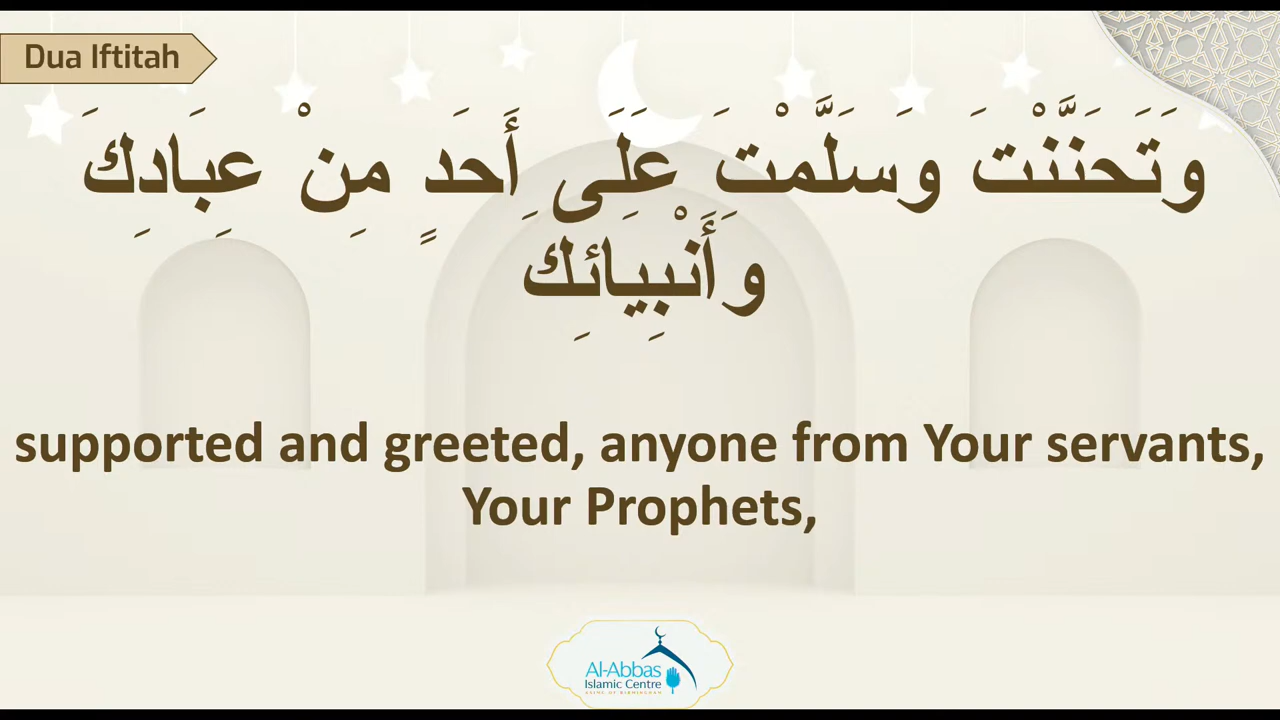 Dua Iftitah
وَتَحَنَّنْتَ وَسَلَّمْتَ عَلَى أَحَدٍ مِنْ عِبَادِكَ
وَأَنْبِيَائِكَ
supported and greeted, anyone from Your servants,
Your Prophets,
Al-Abbas
Islamic Centre